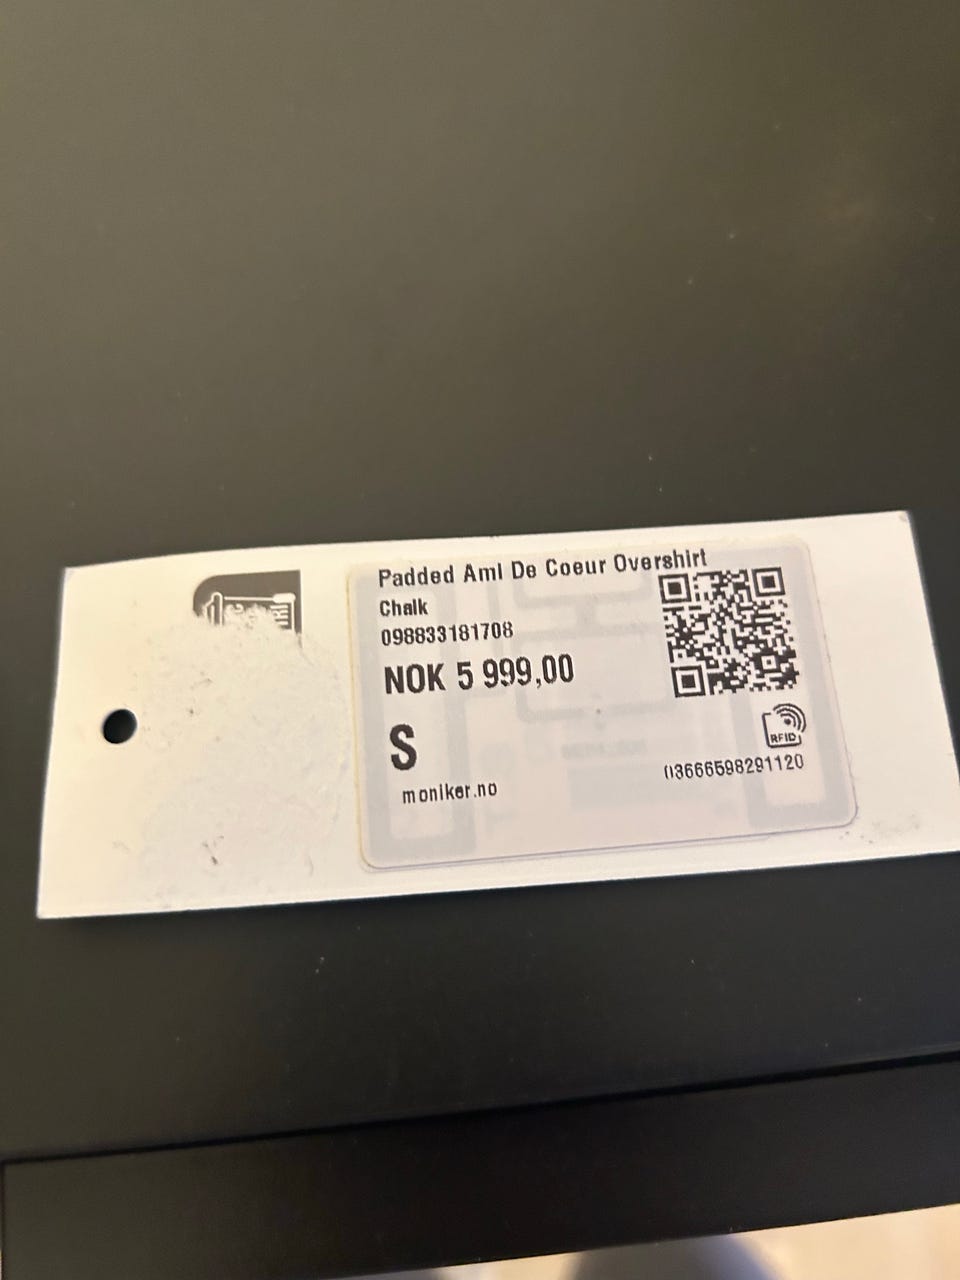 Padded AmI De Coeur Overshirt
Chalk
098833181708
NOK 5 999,00
S
RFID
moniker.no
03666598291120